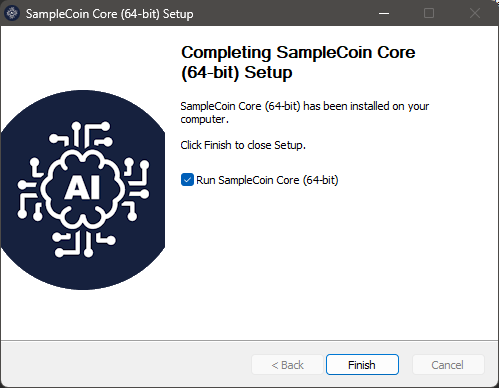 SampleCoin Core (64-bit) Setup
Completing SampleCoin Core
(64-bit) Setup
SampleCoin Core (64-bit) has been installed on your
computer.
Click Finish to close Setup.
AI
Run SampleCoin Core (64-bit)
< Back
Finish
Cancel